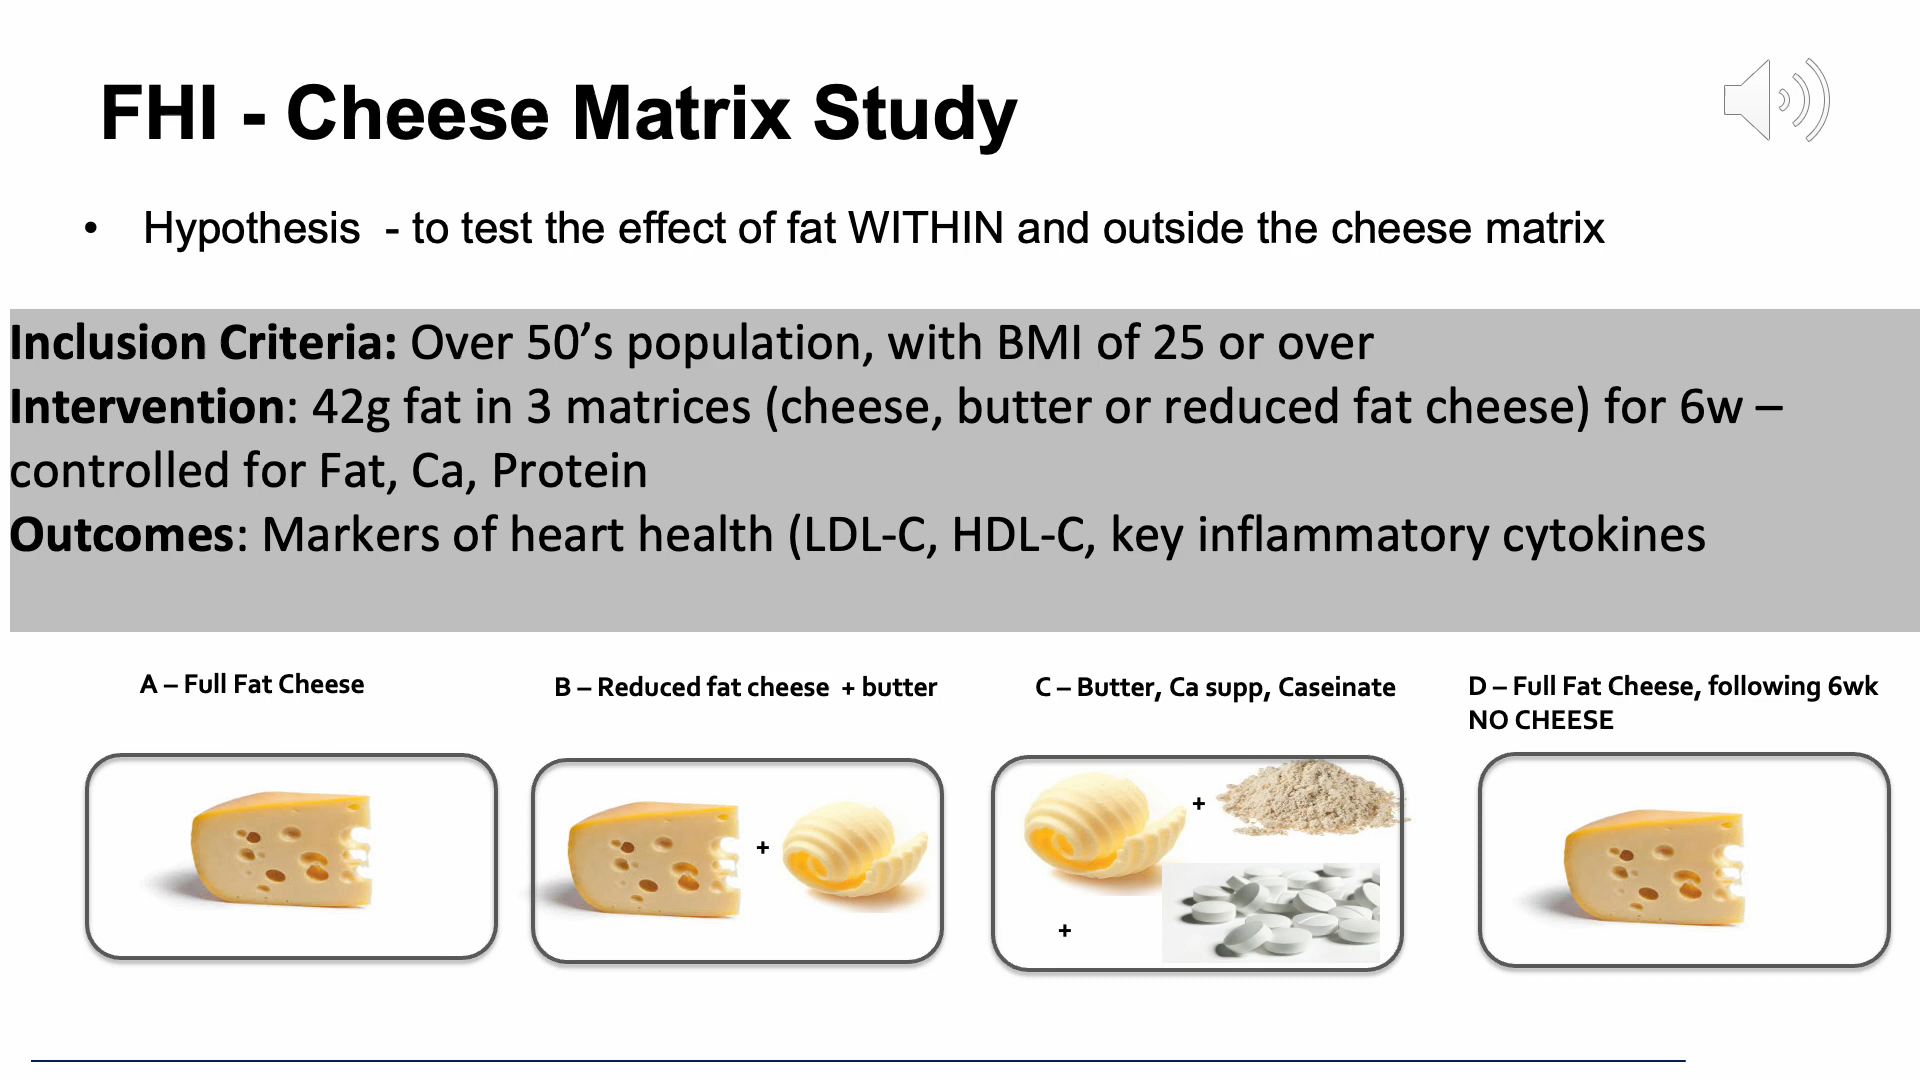 FHI - Cheese Matrix Study
• Hypothesis - to test the effect of fat WITHIN and outside the cheese matrix
Inclusion Criteria: Over 50’s population, with BMI of 25 or over
Intervention: 42g fat in 3 matrices (cheese, butter or reduced fat cheese) for 6w –
controlled for Fat, Ca, Protein
Outcomes: Markers of heart health (LDL-C, HDL-C, key inflammatory cytokines
A – Full Fat Cheese
B – Reduced fat cheese + butter
C – Butter, Ca supp, Caseinate
D – Full Fat Cheese, following 6wk
NO CHEESE
+
+
+